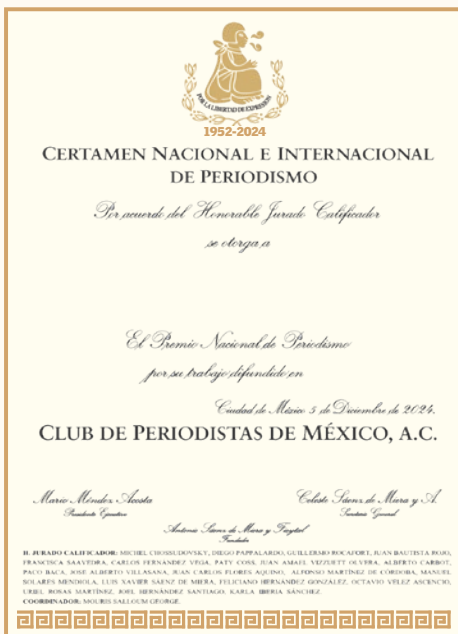 POR LA LIBERTAD DE EXPRESIÓN
1952-2024
CERTAMEN NACIONAL E INTERNACIONAL
DE PERIODISMO
Por acuerdo del Honorable Jurado Calificador
se otorga a
El Premio Nacional de Periodismo
por su trabajo difundido en
Ciudad de México 5 de Diciembre de 2024.
CLUB DE PERIODISTAS DE MÉXICO, A.C.
Mario Méndez Acosta
Presidente Ejecutivo
Celeste Sáenz de Miera y A.
Secretaria General
Antonio Sáenz de Miera y Fieytal
Fundador
H. JURADO CALIFICADOR: MICHEL CHOSSUDOVSKY, DIEGO PAPPALARDO, GUILLERMO ROCAFORT, JUAN BAUTISTA ROJO,
FRANCISCA SAAVEDRA, CARLOS FERNÁNDEZ VEGA, PATY COSS, JUAN AMAEL VIZZUETT OLVERA, ALBERTO CARBOT,
PACO BACA, JOSE ALBERTO VILLASANA, JUAN CARLOS FLORES AQUINO, ALFONSO MARTÍNEZ DE CÓRDOBA, MANUEL
SOLARES MENDIOLA, LUIS XAVIER SÁENZ DE MIERA, FELICIANO HERNÁNDEZ GONZÁLEZ, OCTAVIO VÉLEZ ASCENCIO,
URIEL ROSAS MARTÍNEZ, JOEL HERNÁNDEZ SANTIAGO, KARLA IBERIA SÁNCHEZ.
COORDINADOR: MOURIS SALLOUM GEORGE.